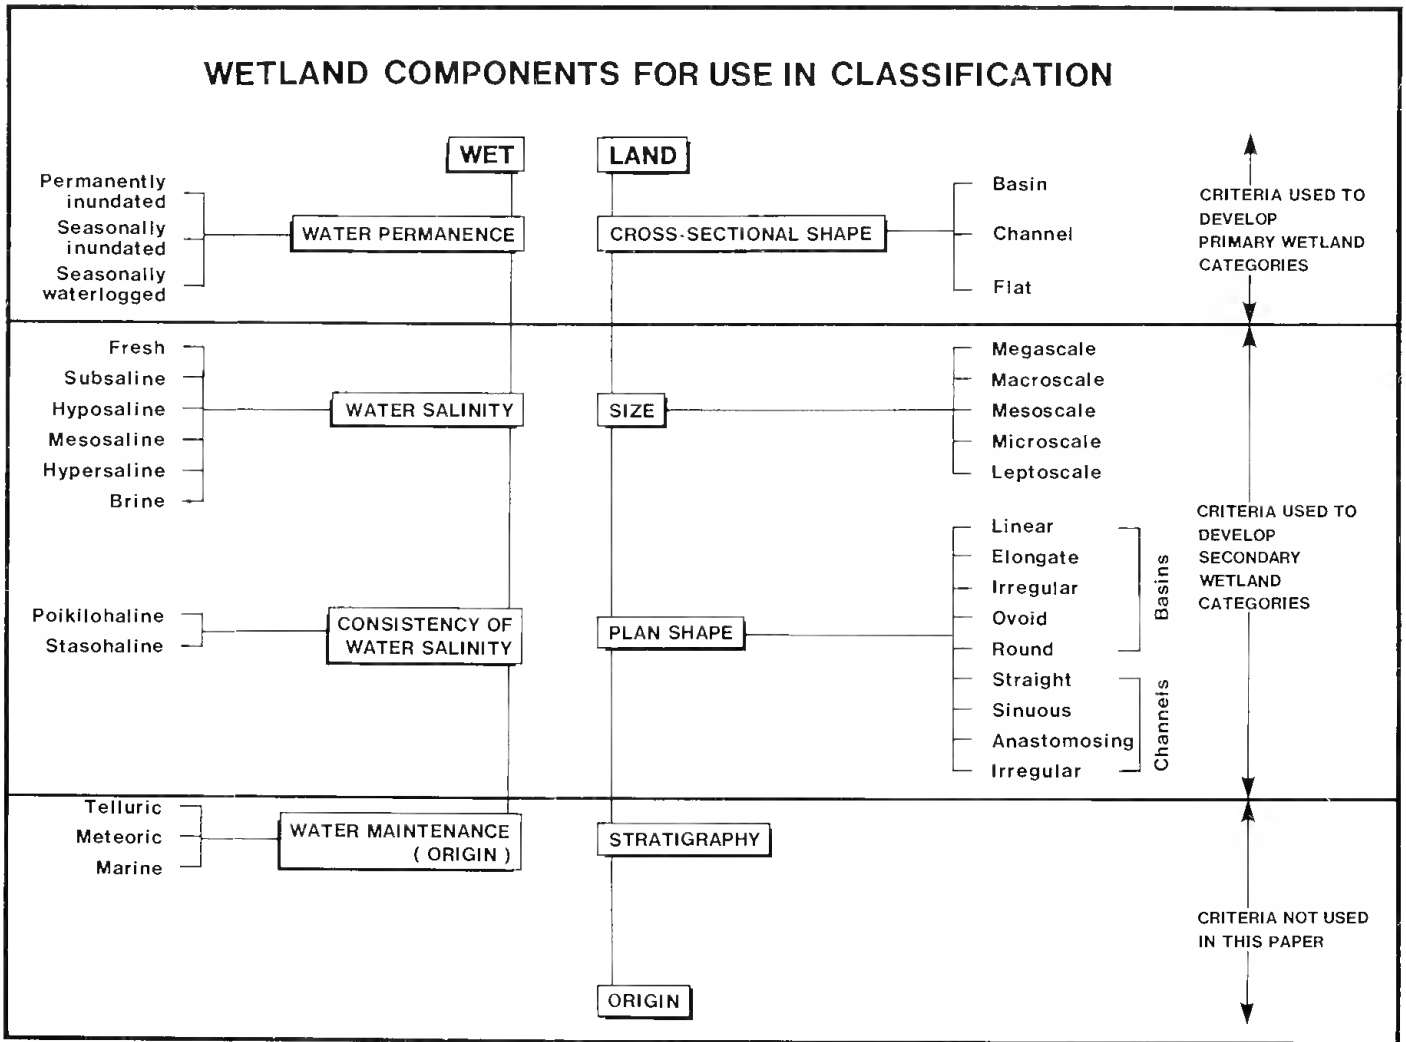 WETLAND COMPONENTS FOR USE IN CLASSIFICATION
WET
LAND
Permanently
inundated
Seasonally
inundated
Seasonally
waterlogged
WATER PERMANENCE
CROSS-SECTIONAL SHAPE
Basin
Channel
Flat
CRITERIA USED TO
DEVELOP
PRIMARY WETLAND
CATEGORIES
Fresh
Subsaline
Hyposaline
Mesosaline
Hypersaline
Brine
WATER SALINITY
SIZE
Megascale
Macroscale
Mesoscale
Microscale
Leptoscale
Poikilohaline
Stasohaline
CONSISTENCY OF
WATER SALINITY
PLAN SHAPE
Linear
Elongate
Irregular
Ovoid
Round
Basins
Straight
Sinuous
Anastomosing
Irregular
Channels
CRITERIA USED TO
DEVELOP
SECONDARY
WETLAND
CATEGORIES
Telluric
Meteoric
Marine
WATER MAINTENANCE
( ORIGIN )
STRATIGRAPHY
ORIGIN
CRITERIA NOT USED
IN THIS PAPER